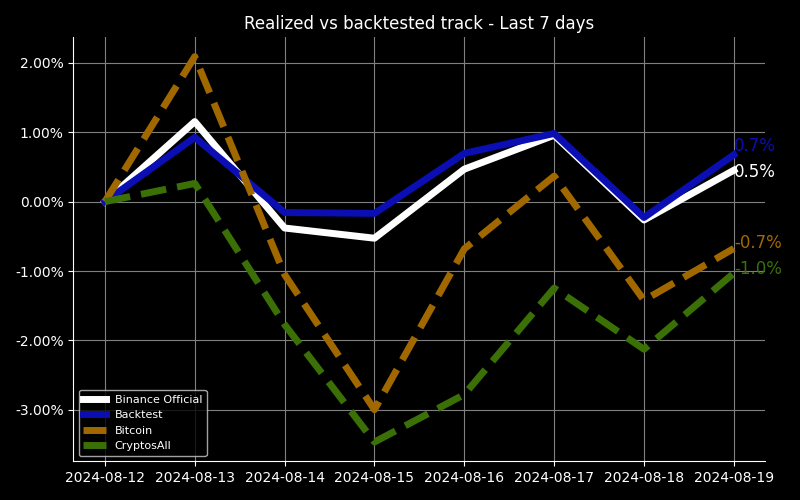 Realized vs backtested track - Last 7 days
2.00%
1.00%
0.00%
-1.00%
-2.00%
-3.00%
0.7%
0.5%
-0.7%
-1.0%
Binance Official
Backtest
Bitcoin
CryptosAll
2024-08-12 2024-08-13 2024-08-14 2024-08-15 2024-08-16 2024-08-17 2024-08-18 2024-08-19